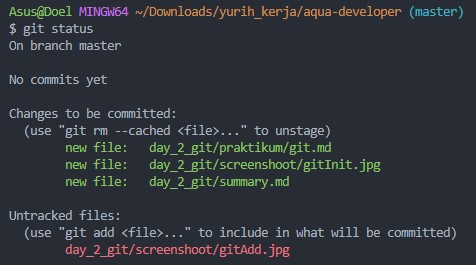 Asus@Doel MINGW64 ~/Downloads/yurih_kerja/aqua-developer (master)
$ git status
On branch master
No commits yet
Changes to be committed:
(use "git rm --cached <file>..." to unstage)
new file:   day_2_git/praktikum/git.md
new file:   day_2_git/screenshoot/gitInit.jpg
new file:   day_2_git/summary.md
Untracked files:
(use "git add <file>..." to include in what will be committed)
day_2_git/screenshoot/gitAdd.jpg